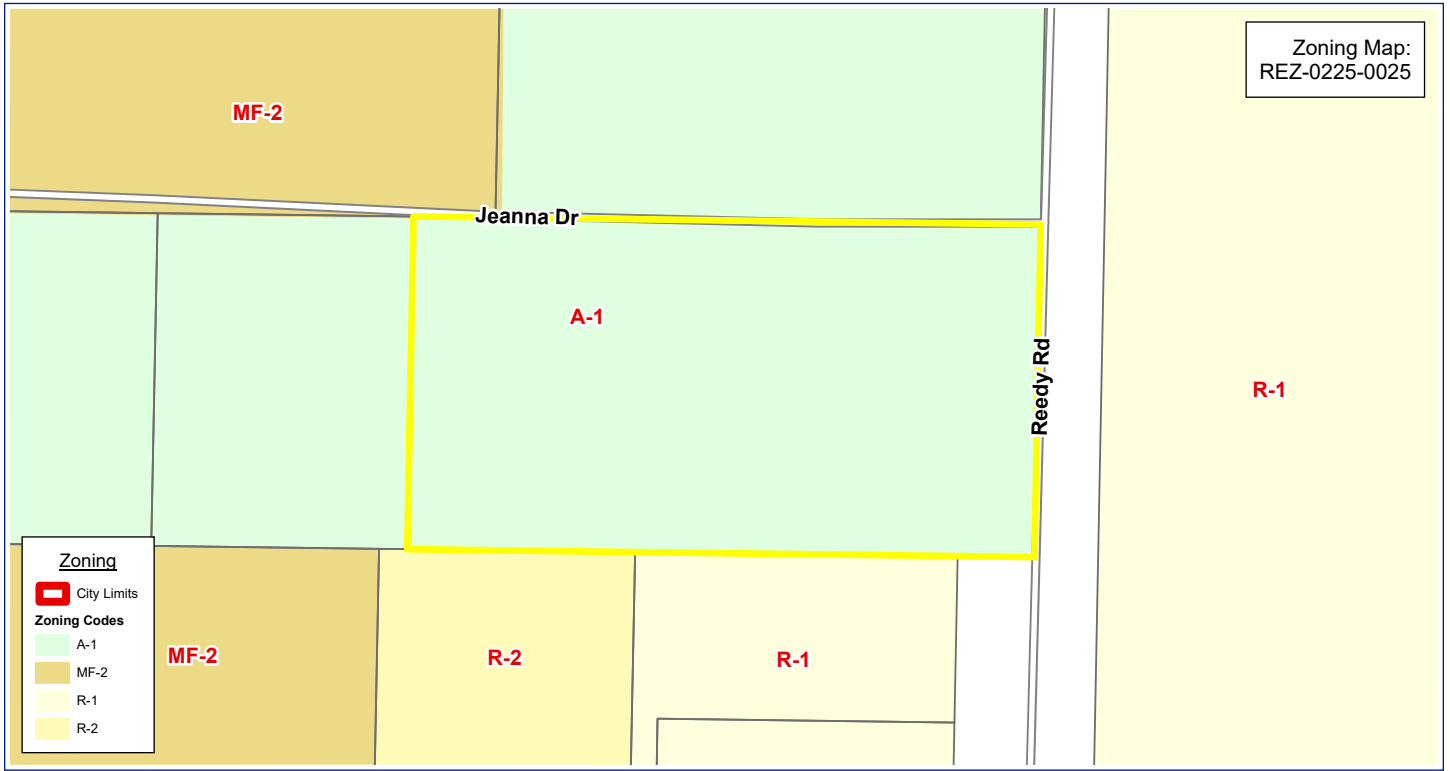 Zoning Map:
REZ-0225-0025
MF-2
Jeanna Dr
A-1
Reedy Rd
R-1
MF-2
R-2
R-1
Zoning
City Limits
Zoning Codes
A-1
MF-2
R-1
R-2